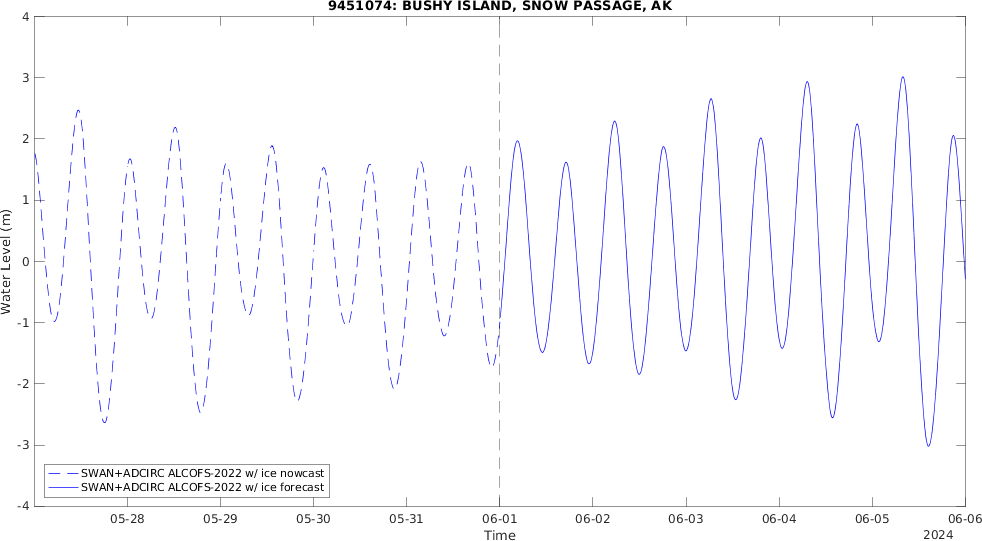 9451074: BUSHY ISLAND, SNOW PASSAGE, AK
4
3
2
1
0
-1
-2
-3
-4
Water Level (m)
SWAN+ADCIRC ALCOFS-2022 w/ ice nowcast
SWAN+ADCIRC ALCOFS-2022 w/ ice forecast
05-28 05-29 05-30 05-31 06-01 06-02 06-03 06-04 06-05 06-06
Time
2024